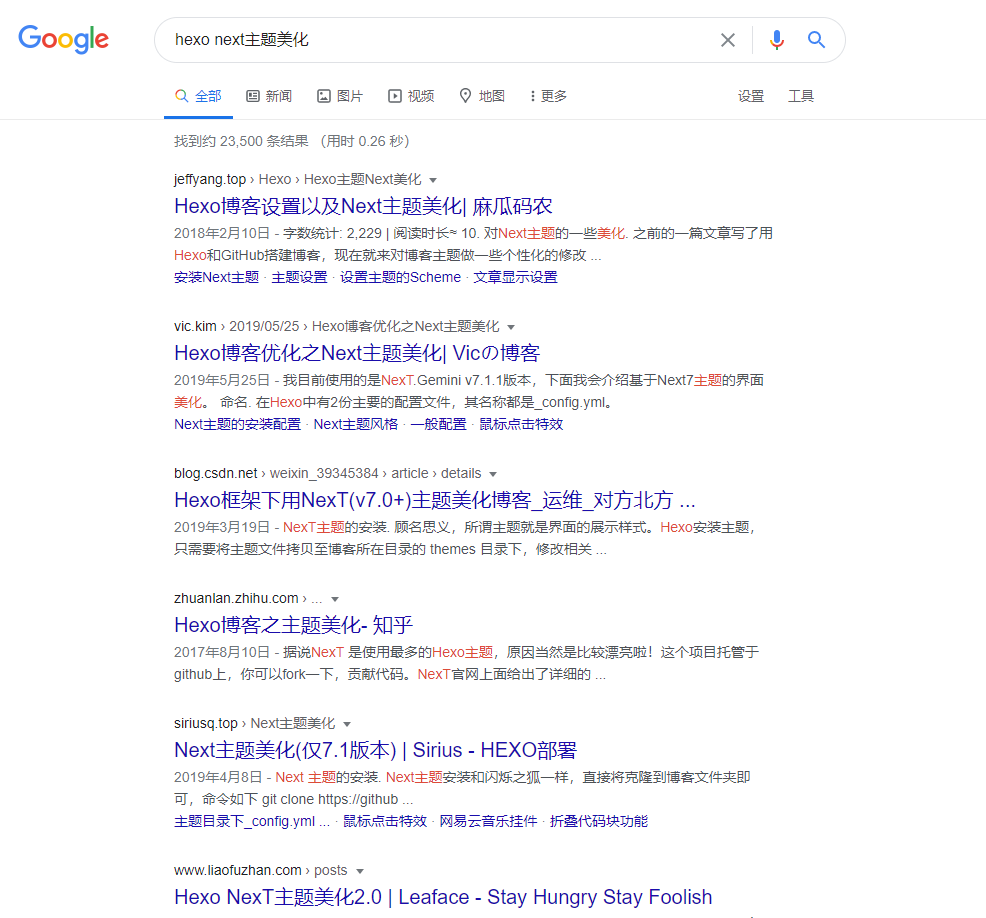 Google
hexo next主题美化
全部 新闻 图片 视频 地图 更多 设置 工具
找到约 23,500 条结果 （用时 0.26 秒）
jeffyang.top › Hexo › Hexo主题Next美化
Hexo博客设置以及Next主题美化| 麻瓜码农
2018年2月10日 - 字数统计: 2,229 | 阅读时长≈ 10. 对Next主题的一些美化. 之前的一篇文章写了用
Hexo和GitHub搭建博客，现在就来对博客主题做一些个性化的修改 ...
安装Next主题 · 主题设置 · 设置主题的Scheme · 文章显示设置
vic.kim › 2019/05/25 › Hexo博客优化之Next主题美化
Hexo博客优化之Next主题美化| Vicの博客
2019年5月25日 - 我目前使用的是NexT.Gemini v7.1.1版本，下面我会介绍基于Next7主题的界面
美化。 命名. 在Hexo中有2份主要的配置文件，其名称都是_config.yml。
Next主题的安装配置 · Next主题风格 · 一般配置 · 鼠标点击特效
blog.csdn.net › weixin_39345384 › article › details
Hexo框架下用NexT(v7.0+)主题美化博客_运维_对方北方 ...
2019年3月19日 - NexT主题的安装. 顾名思义，所谓主题就是界面的展示样式。Hexo安装主题，
只需要将主题文件拷贝至博客所在目录的 themes 目录下，修改相关 ...
zhuanlan.zhihu.com › ...
Hexo博客之主题美化- 知乎
2017年8月10日 - 据说NexT 是使用最多的Hexo主题，原因当然是比较漂亮啦！这个项目托管于
github上，你可以fork一下，贡献代码。NexT官网上面给出了详细的 ...
siriusq.top › Next主题美化
Next主题美化(仅7.1版本) | Sirius - HEXO部署
2019年4月8日 - Next 主题的安装. Next主题安装和闪烁之狐一样，直接将克隆到博客文件夹即
可，命令如下 git clone https://github ...
主题目录下_config.yml ... · 鼠标点击特效 · 网易云音乐挂件 · 折叠代码块功能
www.liaofuzhan.com › posts
Hexo NexT主题美化2.0 | Leaface - Stay Hungry Stay Foolish